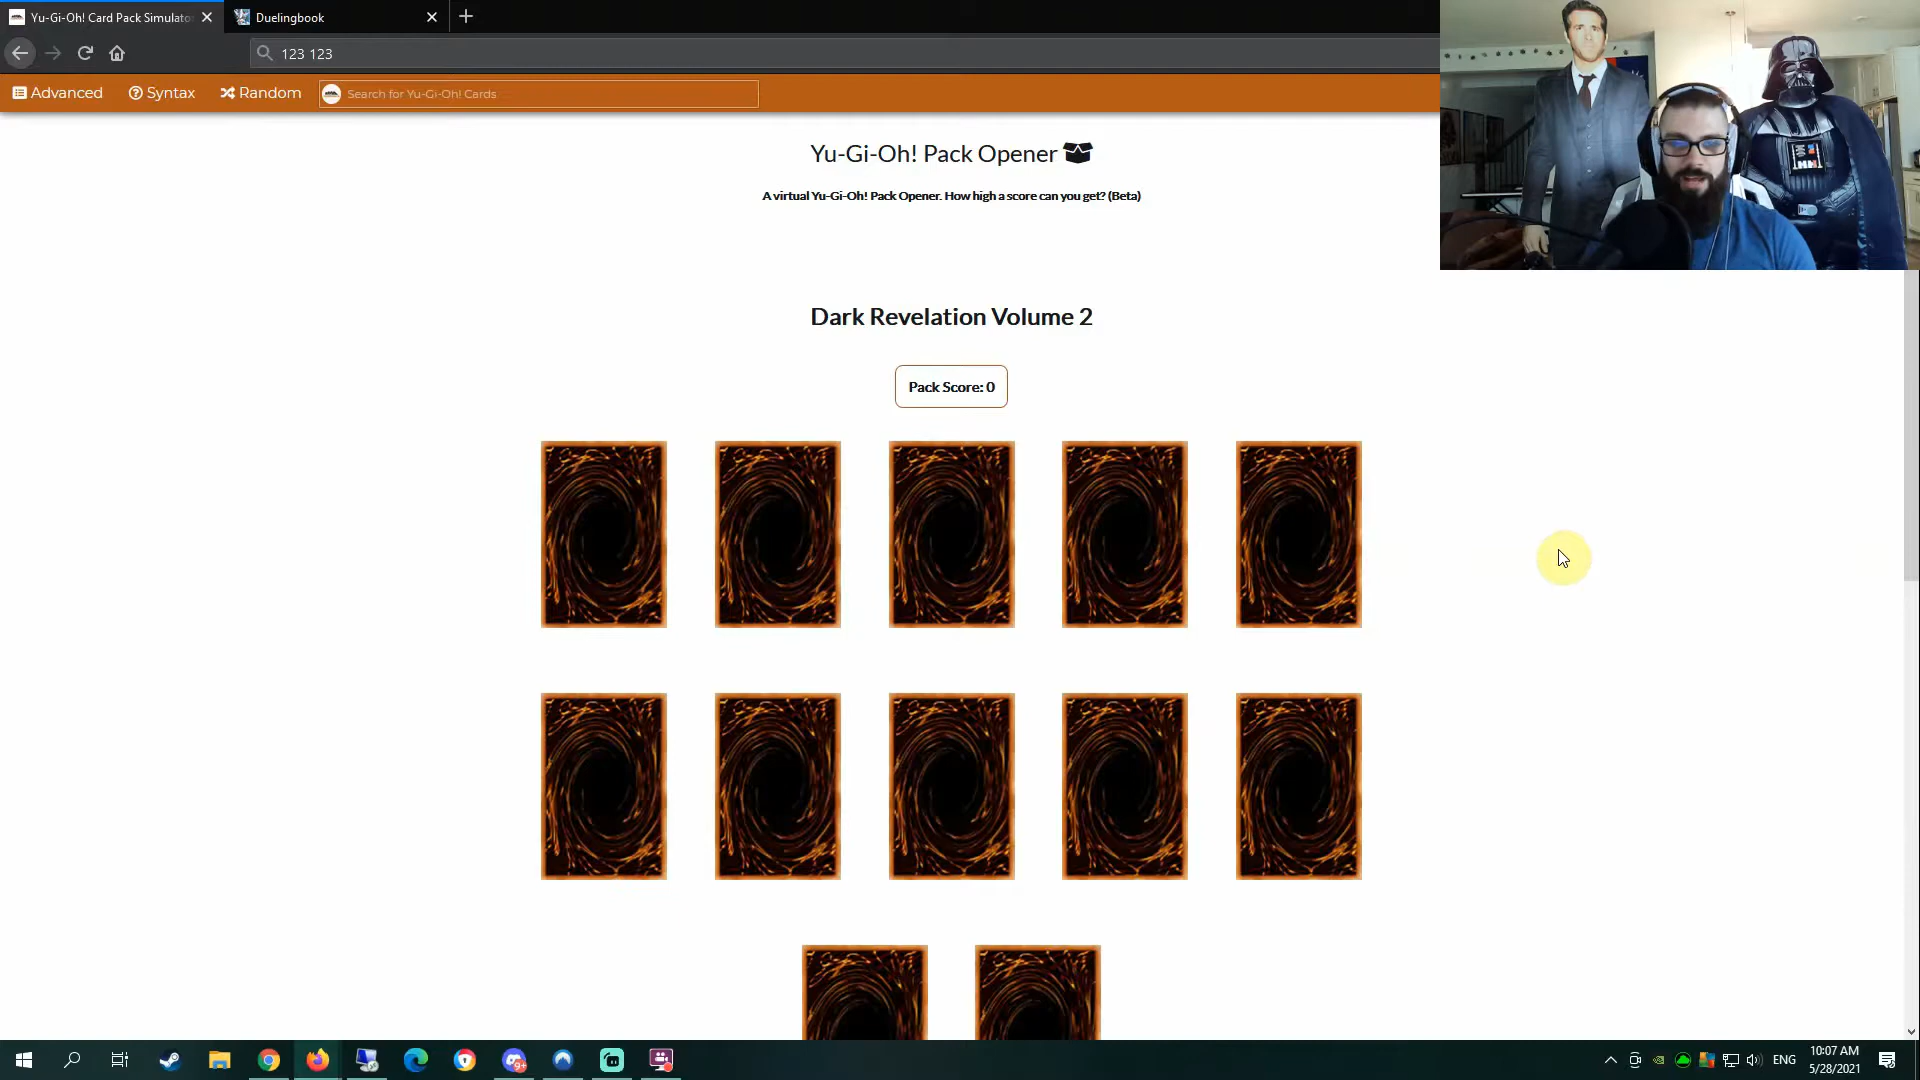 Yu-Gi-Oh! Card Pack Simulato
Duelingbook
123 123
Advanced
Syntax
Random
Search for Yu-Gi-Oh! Cards
Yu-Gi-Oh! Pack Opener
A virtual Yu-Gi-Oh! Pack Opener. How high a score can you get? (Beta)
Dark Revelation Volume 2
Pack Score: 0
9+
ENG
10:07 AM
5/28/2021